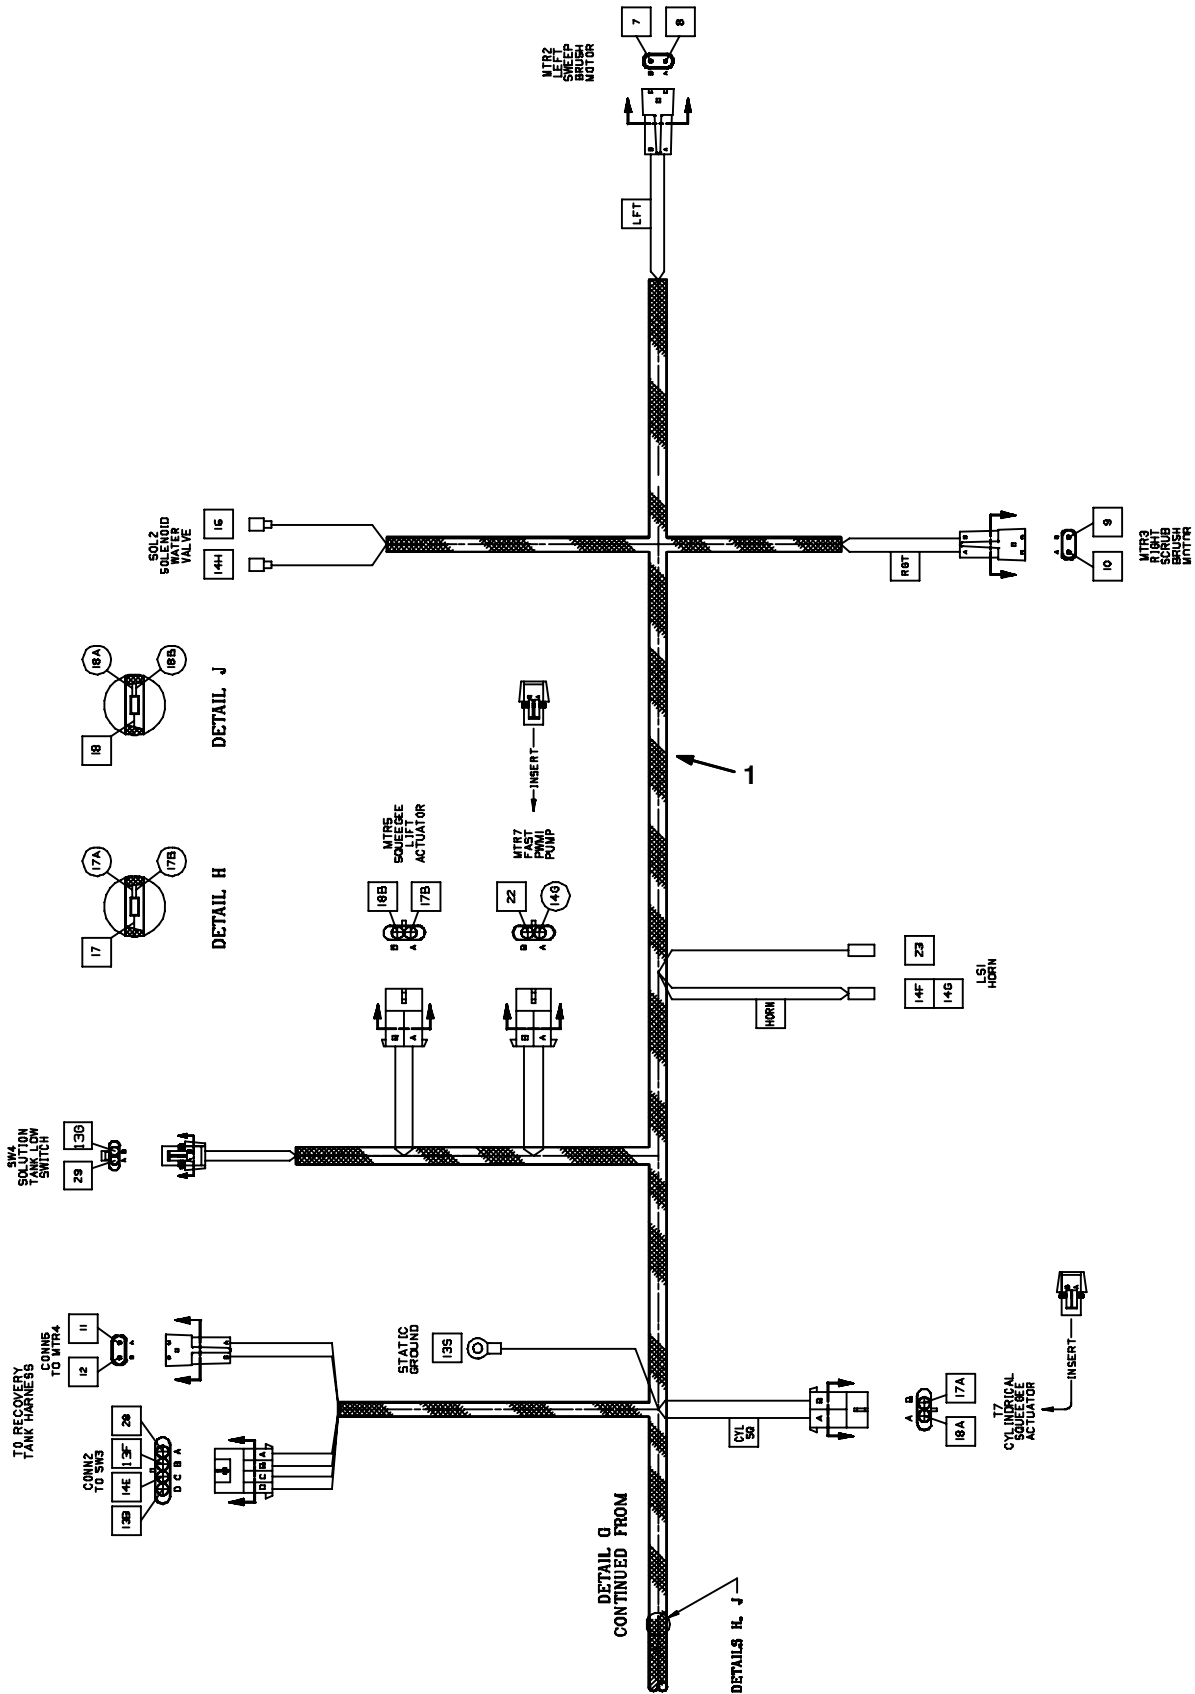 MTR2
LEFT
SWEEP
BRUSH
MOTOR
7
8
B
A
B
A
LFT
SOL2
SOLENOID
WATER
VALVE
16
14H
RGT
A
B
A
B
9
10
MTR3
RIGHT
SCRUB
BRUSH
MOTOR
18
18A
18B
DETAIL J
17
17A
17B
DETAIL H
MTR5
SQUEEGEE
LIFT
ACTUATOR
18B
17B
B
A
B
A
INSERT
MTR7
FAST
PWM1
PUMP
22
14G
B
A
B
A
1
HORN
23
14F
14G
LS1
HORN
SW4
SOLUTION
TANK LOW
SWITCH
13G
29
TO RECOVERY
TANK HARNESS
CONN5
TO MTR4
11
12
CONN2
TO SW3
28
13F
14E
13B
D C B A
D C B A
STATIC
GROUND
13S
CYL
SQ
A
B
A
B
17A
18A
T7
CYLINDRICAL
SQUEEGEE
ACTUATOR
INSERT
DETAIL G
CONTINUED FROM
DETAILS H, J